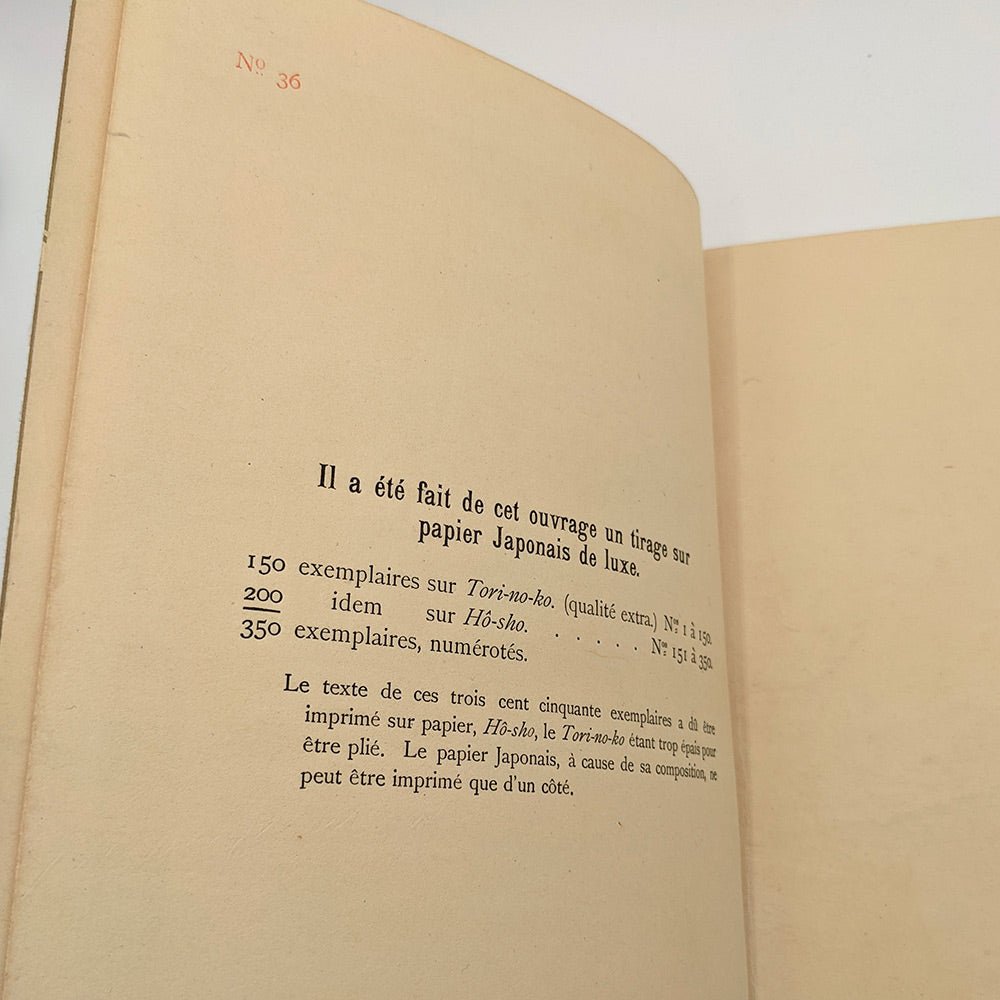 Nº 36
Il a été fait de cet ouvrage un tirage sur
papier Japonais de luxe.
150 exemplaires sur Tori-no-ko. (qualité extra.) Nos 1 à 150.
200 idem sur Hô-sho. . . . . . Nos 151 à 350.
350 exemplaires, numérotés.
Le texte de ces trois cent cinquante exemplaires a dû être
imprimé sur papier, Hô-sho, le Tori-no-ko étant trop épais pour
être plié. Le papier Japonais, à cause de sa composition, ne
peut être imprimé que d'un côté.